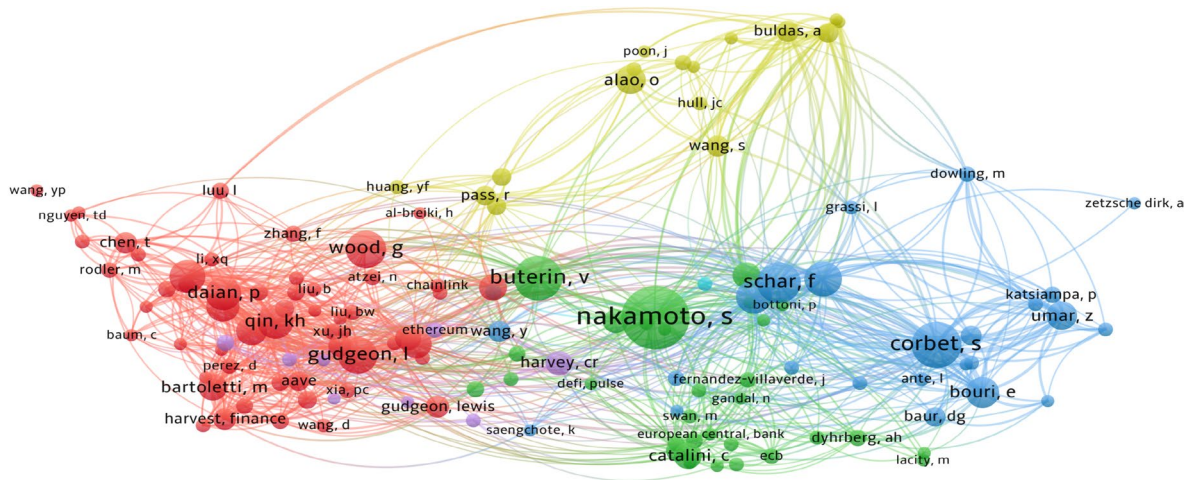 buldas, a
poon, j
alao, o
hull, jc
wang, s
dowling, m
wang, yp
luu, l
huang, yf
pass, r
zetzsche dirk, a
nguyen, td
al-breiki, h
grassi, l
chen, t
zhang, f
wood, g
li, xq
rodler, m
atzei, n
chainlink
buterin, v
schar, f
daian, p
liu, b
katsiampa, p
bottoni, p
liu, bw
nakamoto, s
umar, z
qin, kh
xu, jh
ethereum
wang, y
baum, c
gudgeon, l
corbet, s
perez, d
harvey, cr
aave
defi, pulse
fernandez-villaverde, j
ante, l
bartoletti, m
xia, pc
gandal, n
bouri, e
gudgeon, lewis
swan, m
baur, dg
harvest, finance
wang, d
saengchote, k
european central, bank
dyhrberg, ah
catalini, c
ecb
lacity, m